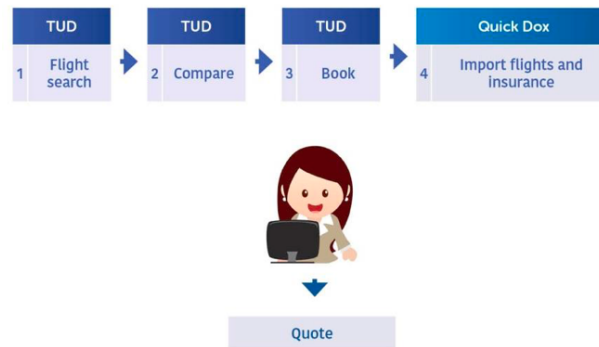 TUD
TUD
TUD
Quick Dox
1
Flight
search
2
Compare
3
Book
4
Import flights and
insurance
Quote